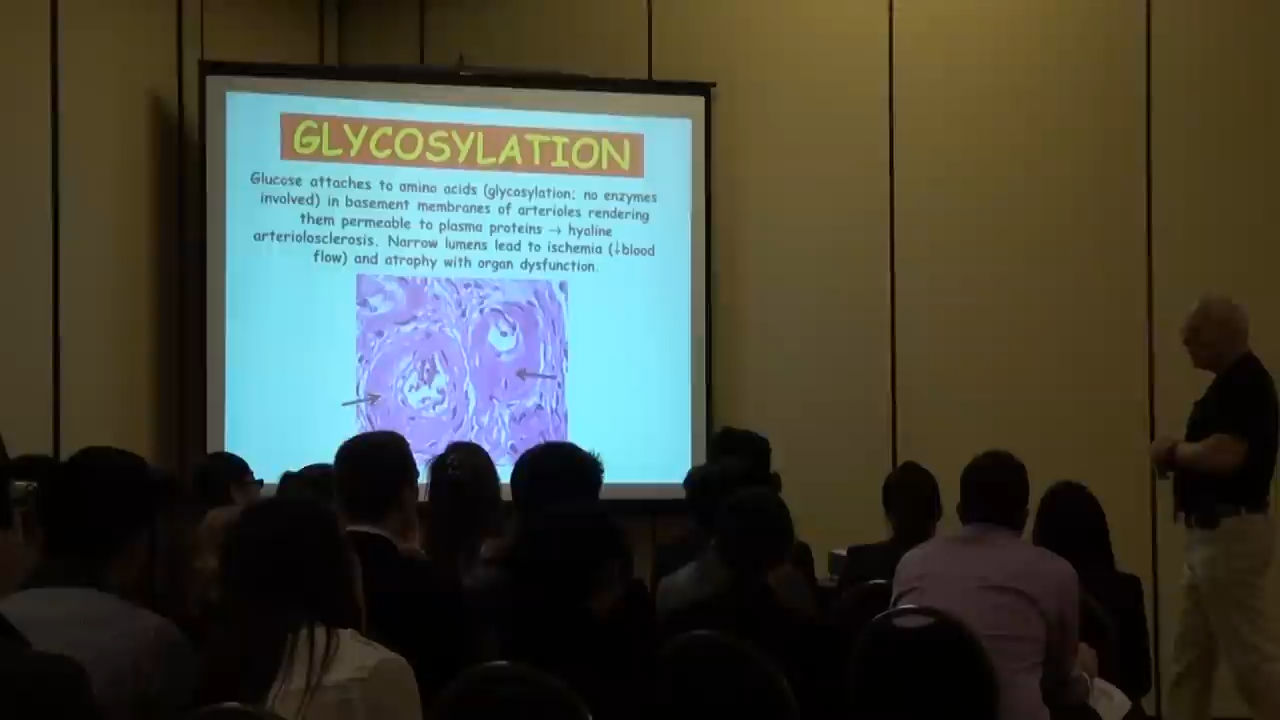 GLYCOSYLATION
Glucose attaches to amino acids (glycosylation; no enzymes
involved) in basement membranes of arterioles rendering
them permeable to plasma proteins → hyaline
arteriolosclerosis. Narrow lumens lead to ischemia (↓blood
flow) and atrophy with organ dysfunction.